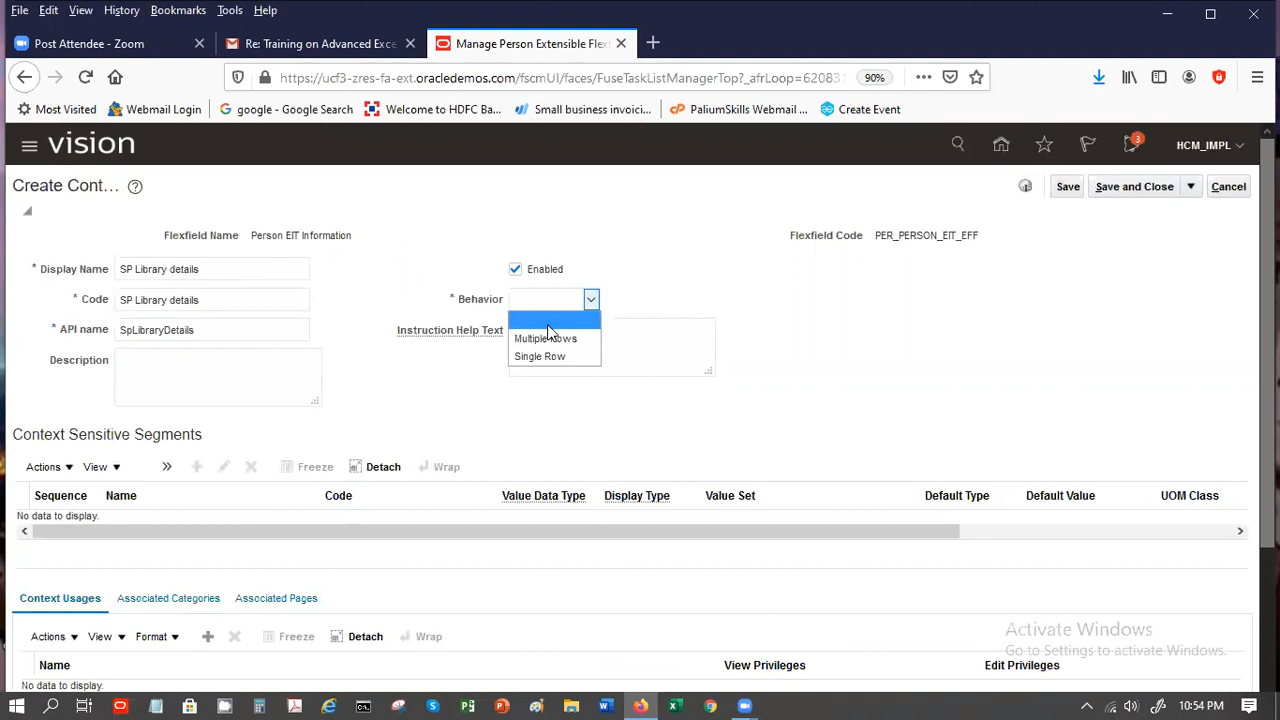 File Edit View History Bookmarks Tools Help
Post Attendee - Zoom
Re: Training on Advanced Exce
Manage Person Extensible Flexf
https://ucf3-zres-fa-ext.oracledemos.com/fscmUI/faces/FuseTaskListManagerTop?_afrLoop=620831
90%
Most Visited
Webmail Login
google - Google Search
Welcome to HDFC Ba...
Small business invoicin...
PaliumSkills Webmail ...
Create Event
vision
3
HCM_IMPL
Create Cont...
Save
Save and Close
Cancel
Flexfield Name Person EIT Information
Flexfield Code PER_PERSON_EIT_EFF
* Display Name SP Library details
Enabled
* Code SP Library details
* Behavior
* API name SpLibraryDetails
Instruction Help Text
Multiple Rows
Single Row
Description
Context Sensitive Segments
Actions View Freeze Detach Wrap
Sequence Name Code Value Data Type Display Type Value Set Default Type Default Value UOM Class
No data to display.
Context Usages Associated Categories Associated Pages
Actions View Format Freeze Detach Wrap
Activate Windows
Go to Settings to activate Windows.
Name View Privileges Edit Privileges
No data to display.
10:54 PM